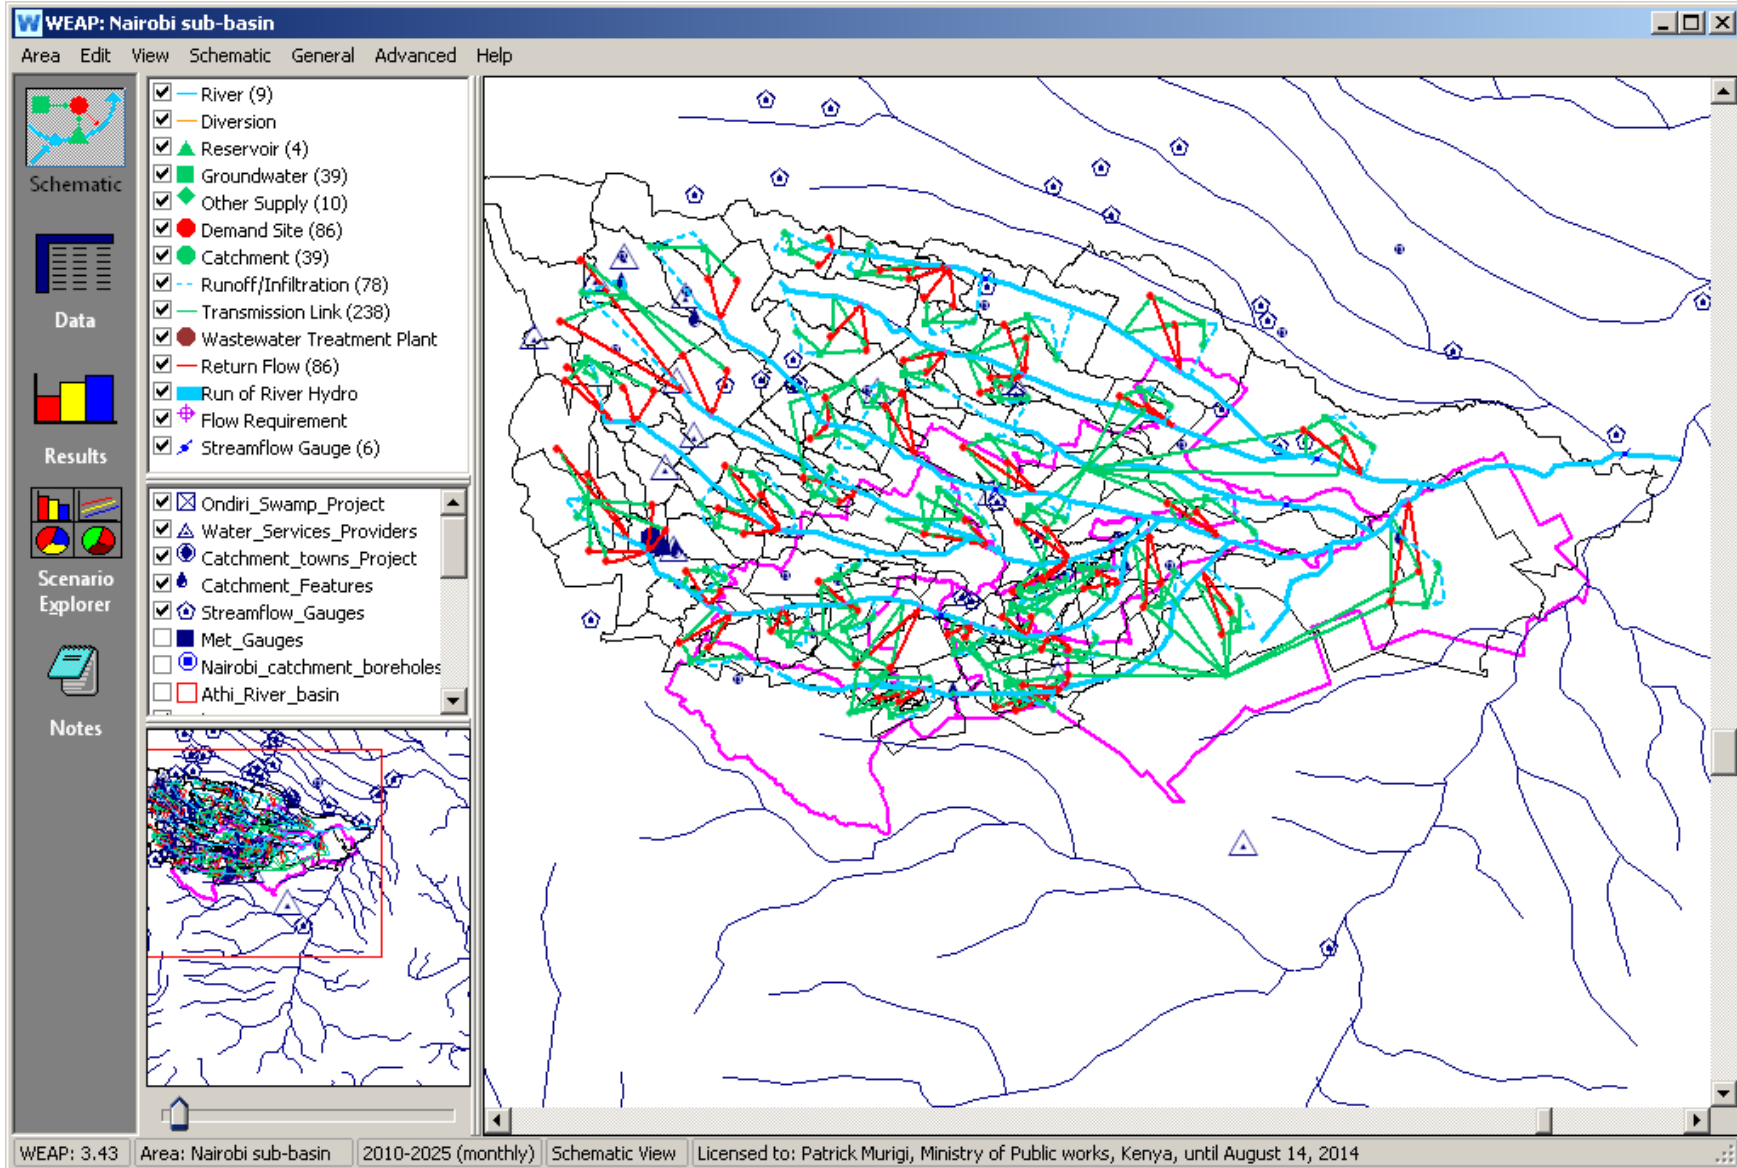 WEAP: Nairobi sub-basin
Area Edit View Schematic General Advanced Help
Schematic
Data
Results
Scenario
Explorer
Notes
River (9)
Diversion
Reservoir (4)
Groundwater (39)
Other Supply (10)
Demand Site (86)
Catchment (39)
Runoff/Infiltration (78)
Transmission Link (238)
Wastewater Treatment Plant
Return Flow (86)
Run of River Hydro
Flow Requirement
Streamflow Gauge (6)
Ondiri_Swamp_Project
Water_Services_Providers
Catchment_towns_Project
Catchment_Features
Streamflow_Gauges
Met_Gauges
Nairobi_catchment_boreholes
Athi_River_basin
WEAP: 3.43 Area: Nairobi sub-basin 2010-2025 (monthly) Schematic View Licensed to: Patrick Murigi, Ministry of Public works, Kenya, until August 14, 2014